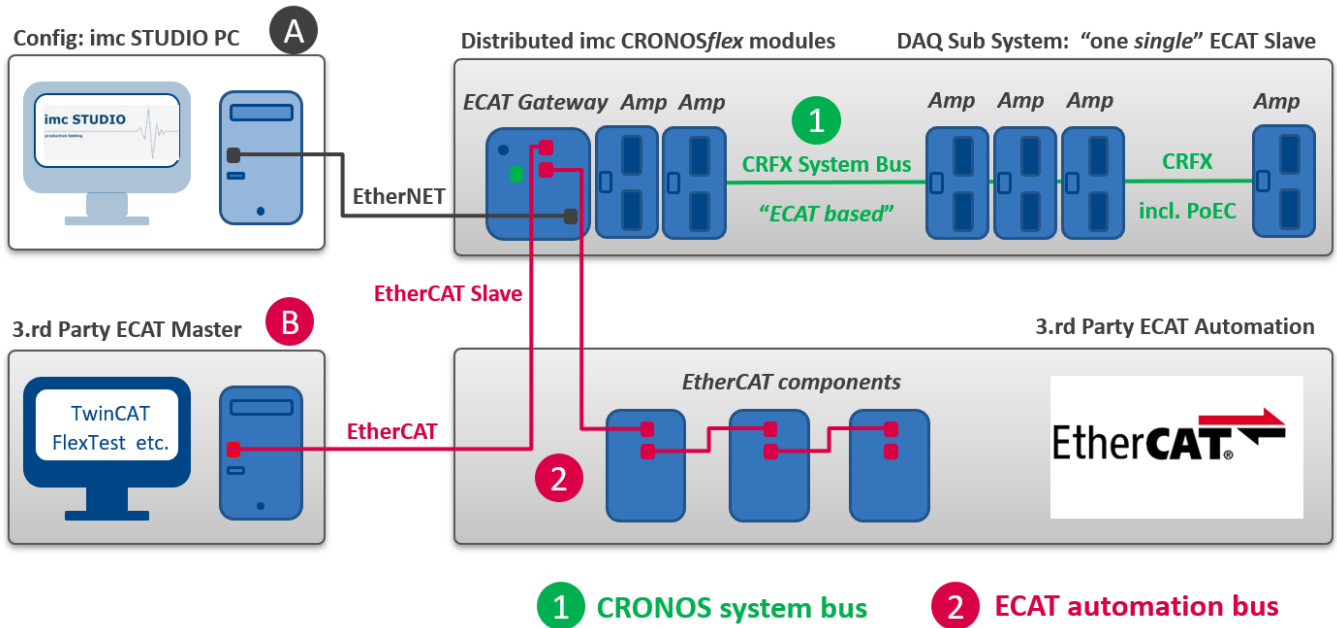 Config: imc STUDIO PC
A
Distributed imc CRONOSflex modules
DAQ Sub System: “one single” ECAT Slave
imc STUDIO
productive testing
ECAT Gateway
Amp
Amp
1
Amp
Amp
Amp
Amp
CRFX System Bus
“ECAT based”
CRFX
incl. PoEC
EtherNET
EtherCAT Slave
3.rd Party ECAT Master
B
3.rd Party ECAT Automation
TwinCAT
FlexTest etc.
EtherCAT
EtherCAT components
2
EtherCAT®
1 CRONOS system bus
2 ECAT automation bus